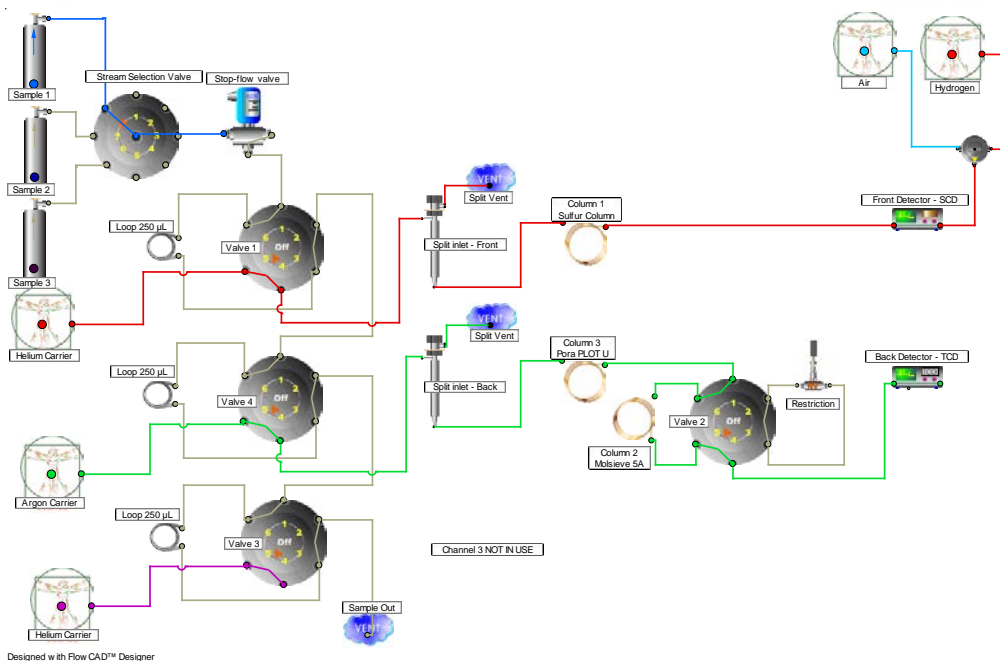 Air
Hydrogen
Stream Selection Valve
Stop-flow valve
Sample 1
Sample 2
Sample 3
VENT
Split Vent
Column 1
Sulfur Column
Front Detector - SCD
Loop 250 µL
Valve 1
Off
Split inlet - Front
Helium Carrier
VENT
Split Vent
Column 3
Pora PLOT U
Back Detector - TCD
Loop 250 µL
Valve 4
Off
Split inlet - Back
Restriction
Valve 2
Off
Column 2
Molsieve 5A
Argon Carrier
Loop 250 µL
Valve 3
Off
Channel 3 NOT IN USE
Sample Out
VENT
Helium Carrier
Designed with Flow CAD™ Designer